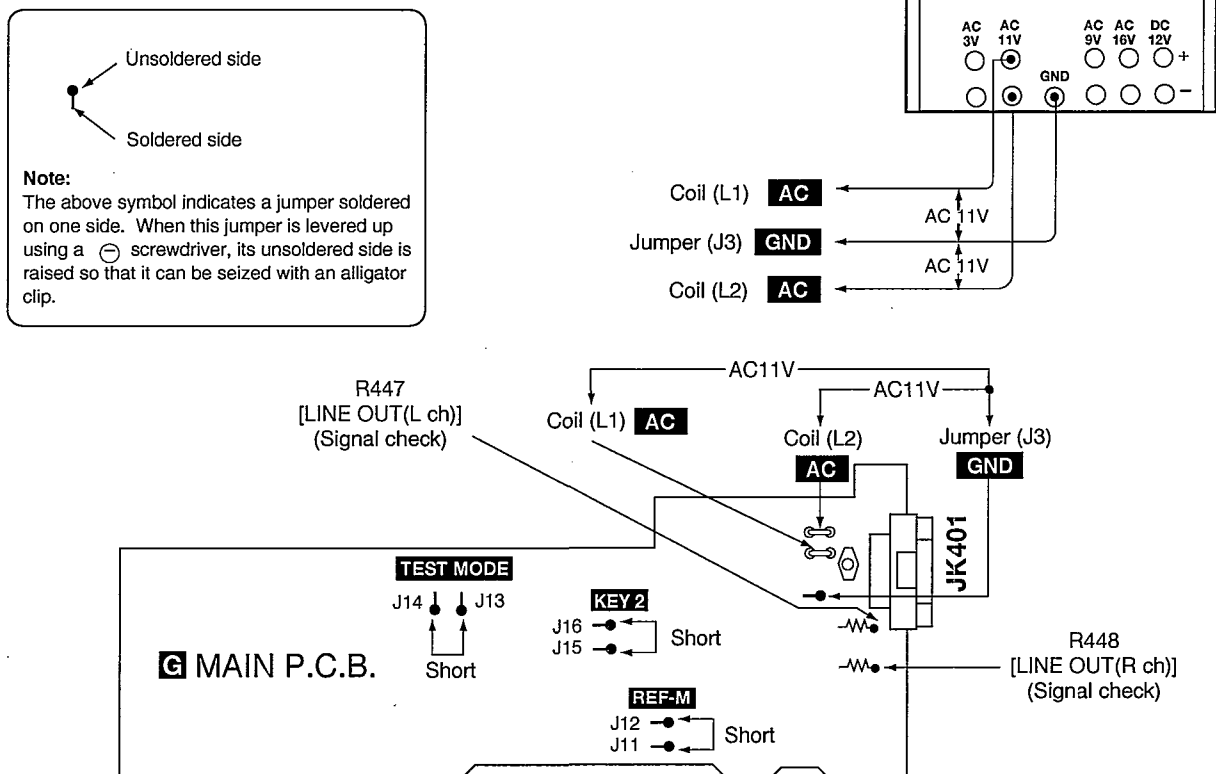 Unsoldered side
Soldered side
Note:
The above symbol indicates a jumper soldered
on one side. When this jumper is levered up
using a ⊖ screwdriver, its unsoldered side is
raised so that it can be seized with an alligator
clip.
AC 3V
AC 11V
AC 9V
AC 16V
DC 12V
+
GND
−
Coil (L1) AC
AC 11V
Jumper (J3) GND
AC 11V
Coil (L2) AC
AC11V
AC11V
R447
[LINE OUT(L ch)]
(Signal check)
Coil (L1) AC
Coil (L2)
AC
Jumper (J3)
GND
JK401
TEST MODE
J14
J13
Short
KEY 2
J16
J15
Short
G MAIN P.C.B.
R448
[LINE OUT(R ch)]
(Signal check)
REF-M
J12
J11
Short